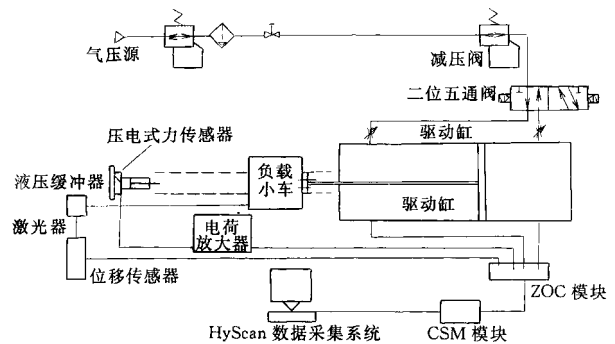 气压源
减压阀
二位五通阀
压电式力传感器
驱动缸
液压缓冲器
负载
小车
驱动缸
激光器
电荷
放大器
位移传感器
ZOC 模块
HyScan 数据采集系统
CSM 模块